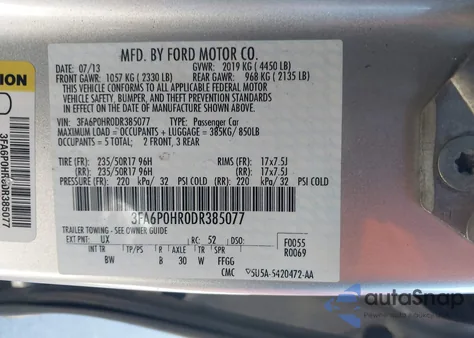 MFD. BY FORD MOTOR CO.
DATE: 07/13 GVWR: 2019 KG ( 4450 LB)
FRONT GAWR: 1057 KG ( 2330 LB) REAR GAWR: 968 KG ( 2135 LB)
THIS VEHICLE CONFORMS TO ALL APPLICABLE FEDERAL MOTOR
VEHICLE SAFETY, BUMPER, AND THEFT PREVENTION STANDARDS
IN EFFECT ON THE DATE OF MANUFACTURE SHOWN ABOVE.
VIN: 3FA6P0HR0DR385077 TYPE: Passenger Car
MAXIMUM LOAD = OCCUPANTS + LUGGAGE = 385KG/ 850LB
OCCUPANTS = 5 TOTAL: 2 FRONT, 3 REAR
TIRE (FR): 235/50R17 96H RIMS (FR): 17x7.5J
(RR): 235/50R17 96H (RR): 17x7.5J
PRESSURE (FR): 220 kPa/ 32 PSI COLD (RR): 220 kPa/ 32 PSI COLD
3FA6P0HR0DR385077
TRAILER TOWING - SEE OWNERS GUIDE
EXT PNT: UX RC: 52 DSO: F0055
R0069
INT TR TP/PS R AXLE TR SPR
BW B 30 W FFGG
CMC 5U5A-5420472-AA
3FA6P0HR0DR385077
autoSnap